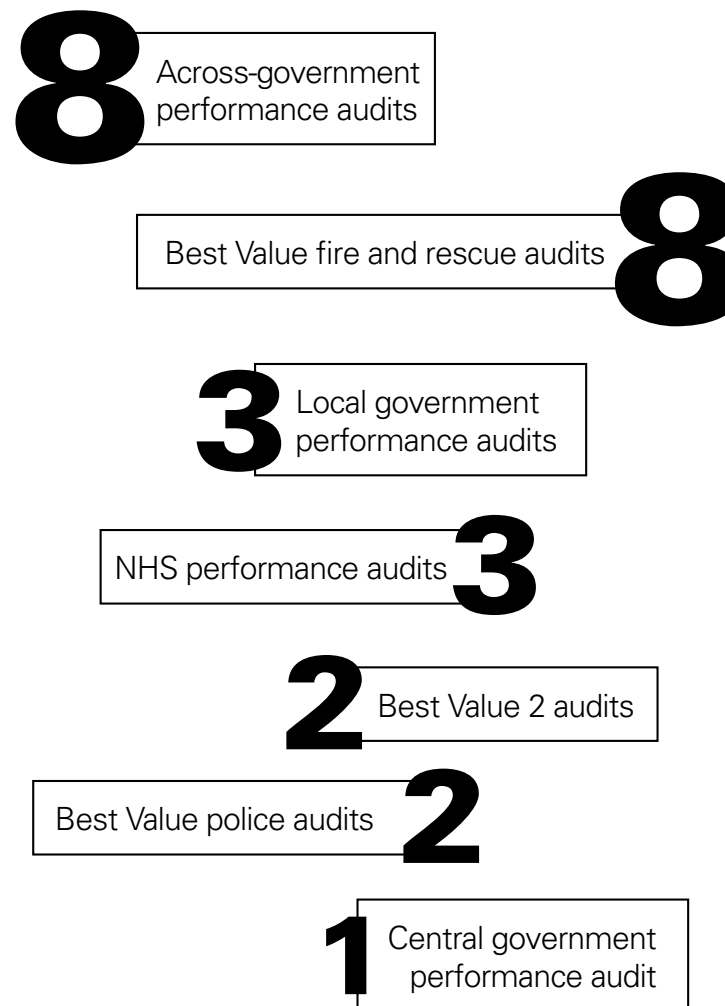 8 Across-government
performance audits
Best Value fire and rescue audits 8
3 Local government
performance audits
NHS performance audits 3
2 Best Value 2 audits
Best Value police audits 2
1 Central government
performance audit